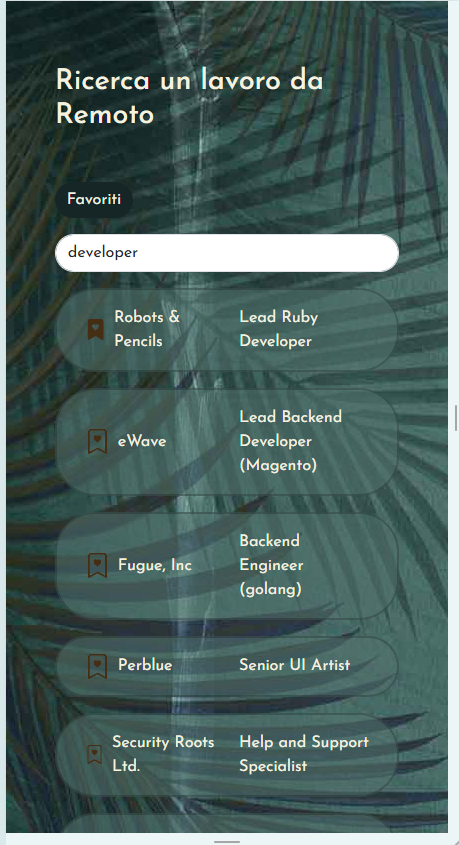 Ricerca un lavoro da
Remoto
Favoriti
developer
Robots &
Pencils
Lead Ruby
Developer
eWave
Lead Backend
Developer
(Magento)
Fugue, Inc
Backend
Engineer
(golang)
Perblue
Senior UI Artist
Security Roots
Ltd.
Help and Support
Specialist